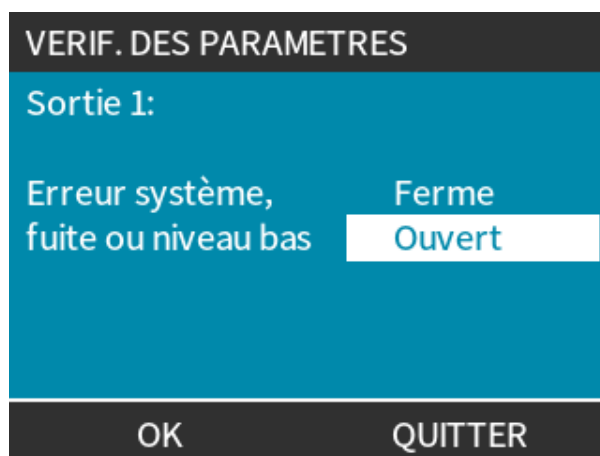 VERIF. DES PARAMETRES
Sortie 1:
Erreur système, Ferme
fuite ou niveau bas Ouvert
OK QUITTER